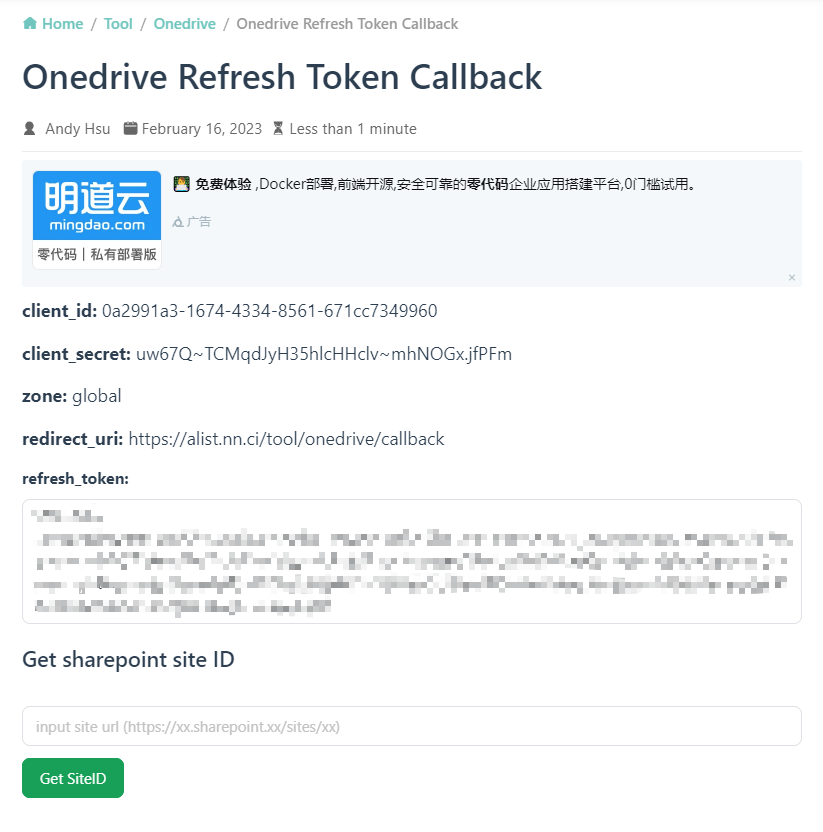 Home / Tool / Onedrive / Onedrive Refresh Token Callback
Onedrive Refresh Token Callback
Andy Hsu February 16, 2023 Less than 1 minute
明道云
mingdao.com
零代码 | 私有部署版
免费体验 ,Docker部署,前端开源,安全可靠的零代码企业应用搭建平台,0门槛试用。
广告
×
client_id: 0a2991a3-1674-4334-8561-671cc7349960
client_secret: uw67Q~TCMqdJyH35hlcHHclv~mhNOGx.jfPFm
zone: global
redirect_uri: https://alist.nn.ci/tool/onedrive/callback
refresh_token:
Get sharepoint site ID
input site url (https://xx.sharepoint.xx/sites/xx)
Get SiteID